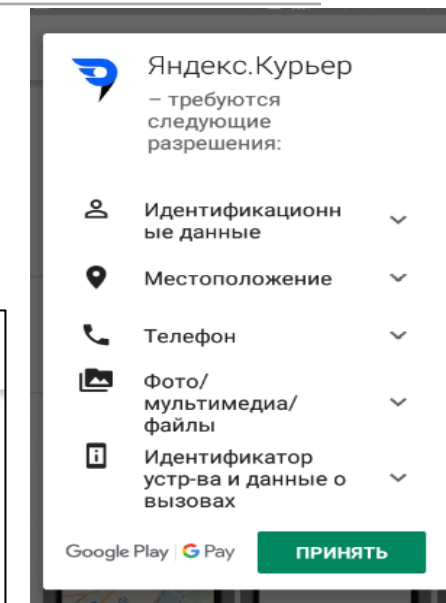 Яндекс.Курьер
– требуются
следующие
разрешения:
Идентификационн
ые данные
Местоположение
Телефон
Фото/
мультимедиа/
файлы
Идентификатор
устр-ва и данные о
вызовах
Google Play | G Pay
ПРИНЯТЬ